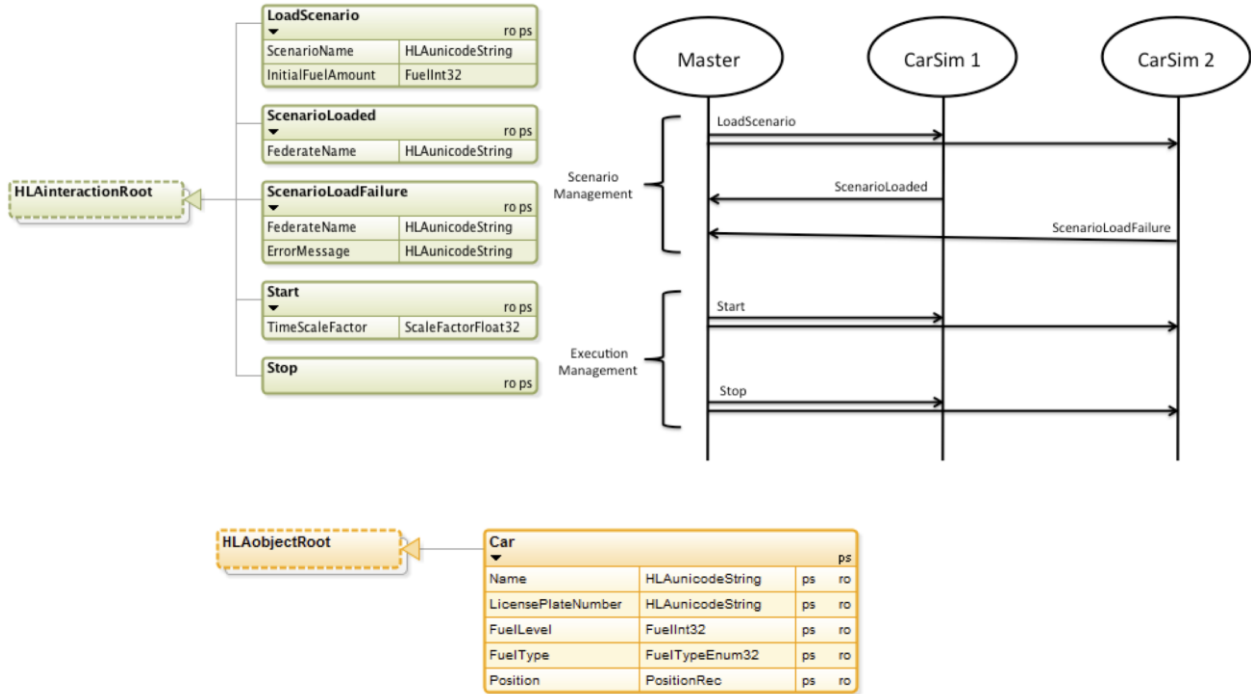 LoadScenario
ro ps
ScenarioName HLAunicodeString
InitialFuelAmount FuelInt32
ScenarioLoaded
ro ps
FederateName HLAunicodeString
HLAinteractionRoot
ScenarioLoadFailure
ro ps
FederateName HLAunicodeString
ErrorMessage HLAunicodeString
Start
ro ps
TimeScaleFactor ScaleFactorFloat32
Stop
ro ps
Master CarSim 1 CarSim 2
LoadScenario
Scenario
Management
ScenarioLoaded
ScenarioLoadFailure
Start
Execution
Management
Stop
HLAobjectRoot
Car
ps
Name HLAunicodeString ps ro
LicensePlateNumber HLAunicodeString ps ro
FuelLevel FuelInt32 ps ro
FuelType FuelTypeEnum32 ps ro
Position PositionRec ps ro